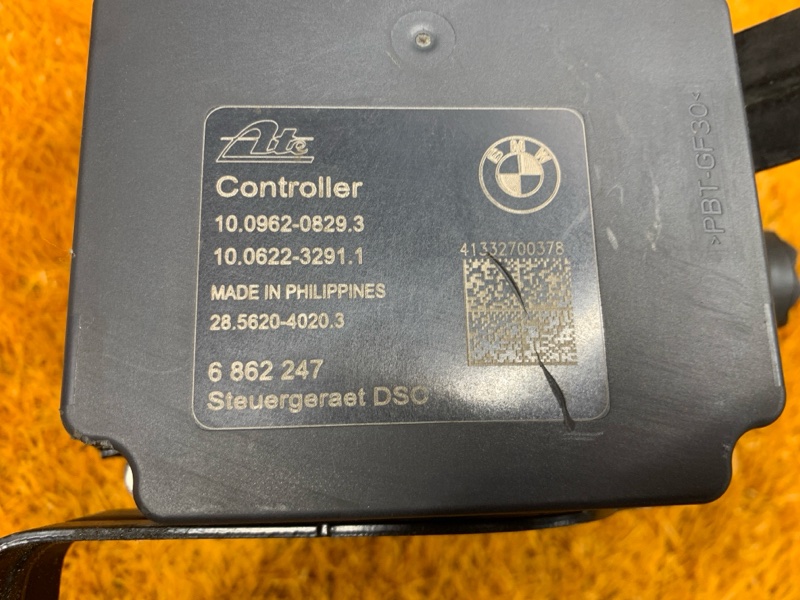 Ate
BMW
Controller
10.0962-0829.3
10.0622-3291.1
41332700378
MADE IN PHILIPPINES
28.5620-4020.3
6 862 247
Steuergeraet DSC
>PBT-GF30<